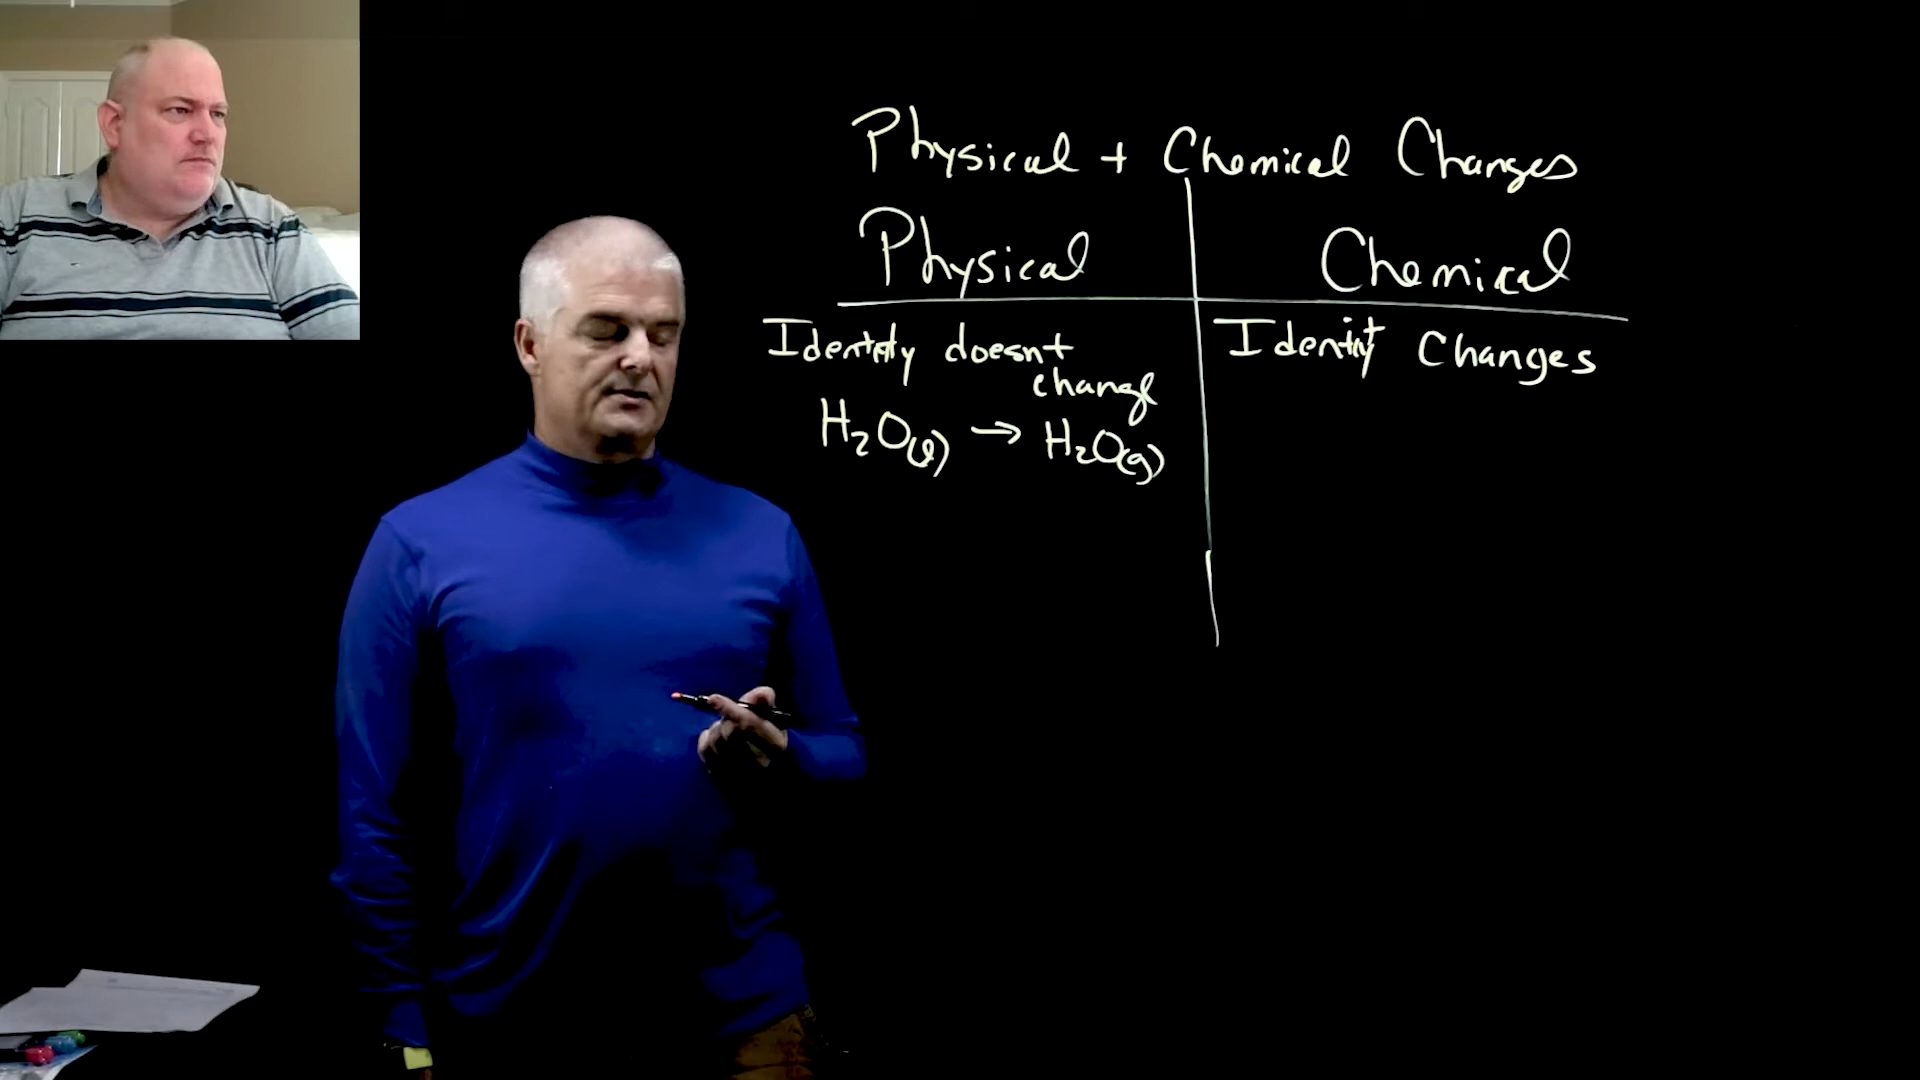 Physical + Chemical Changes
Physical
Chemical
Identity doesnt
change
H₂O(l) → H₂O(g)
Identity Changes